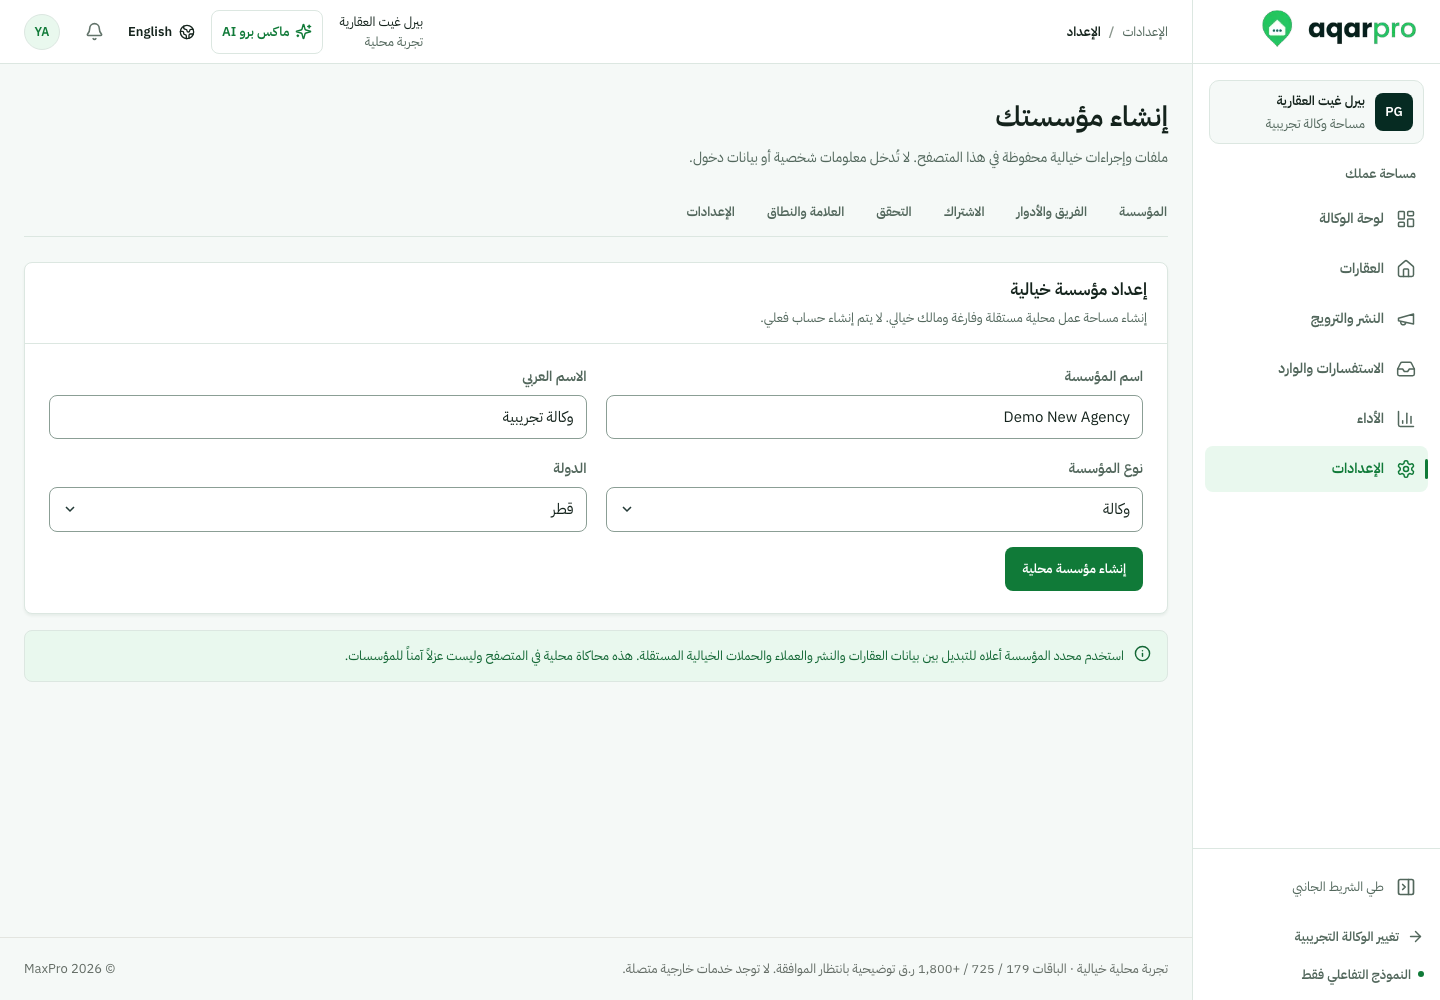 aqarpro
الإعدادات / الإعداد
بيرل غيت العقارية
تجربة محلية
ماكس برو AI
English
YA
PG
بيرل غيت العقارية
مساحة وكالة تجريبية
مساحة عملك
لوحة الوكالة
العقارات
النشر والترويج
الاستفسارات والوارد
الأداء
الإعدادات
طي الشريط الجانبي
تغيير الوكالة التجريبية
النموذج التفاعلي فقط
إنشاء مؤسستك
ملفات وإجراءات خيالية محفوظة في هذا المتصفح. لا تُدخل معلومات شخصية أو بيانات دخول.
المؤسسة الفريق والأدوار الاشتراك التحقق العلامة والنطاق الإعدادات
إعداد مؤسسة خيالية
إنشاء مساحة عمل محلية مستقلة وفارغة ومالك خيالي. لا يتم إنشاء حساب فعلي.
اسم المؤسسة
Demo New Agency
الاسم العربي
وكالة تجريبية
نوع المؤسسة
وكالة
الدولة
قطر
إنشاء مؤسسة محلية
استخدم محدد المؤسسة أعلاه للتبديل بين بيانات العقارات والنشر والعملاء والحملات الخيالية المستقلة. هذه محاكاة محلية في المتصفح وليست عزلاً آمناً للمؤسسات.
تجربة محلية خيالية · الباقات 179 / 725 / +1,800 ر.ق توضيحية بانتظار الموافقة. لا توجد خدمات خارجية متصلة.
© MaxPro 2026